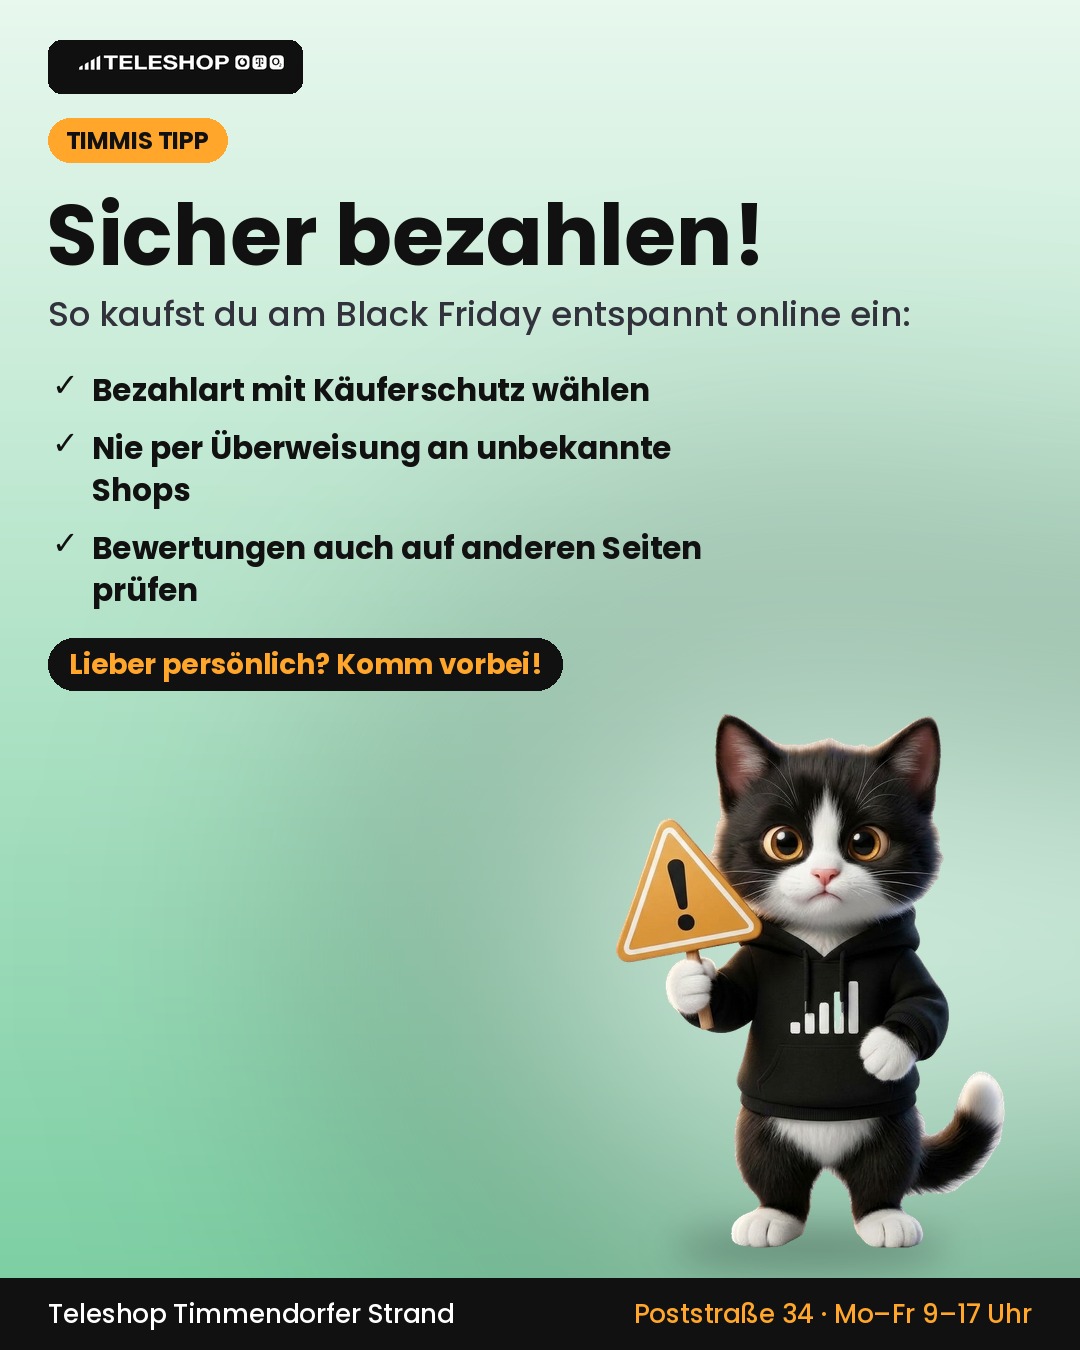 TELESHOP
TIMMIS TIPP
Sicher bezahlen!
So kaufst du am Black Friday entspannt online ein:
✓ Bezahlart mit Käuferschutz wählen
✓ Nie per Überweisung an unbekannte
Shops
✓ Bewertungen auch auf anderen Seiten
prüfen
Lieber persönlich? Komm vorbei!
!
Teleshop Timmendorfer Strand
Poststraße 34 · Mo–Fr 9–17 Uhr